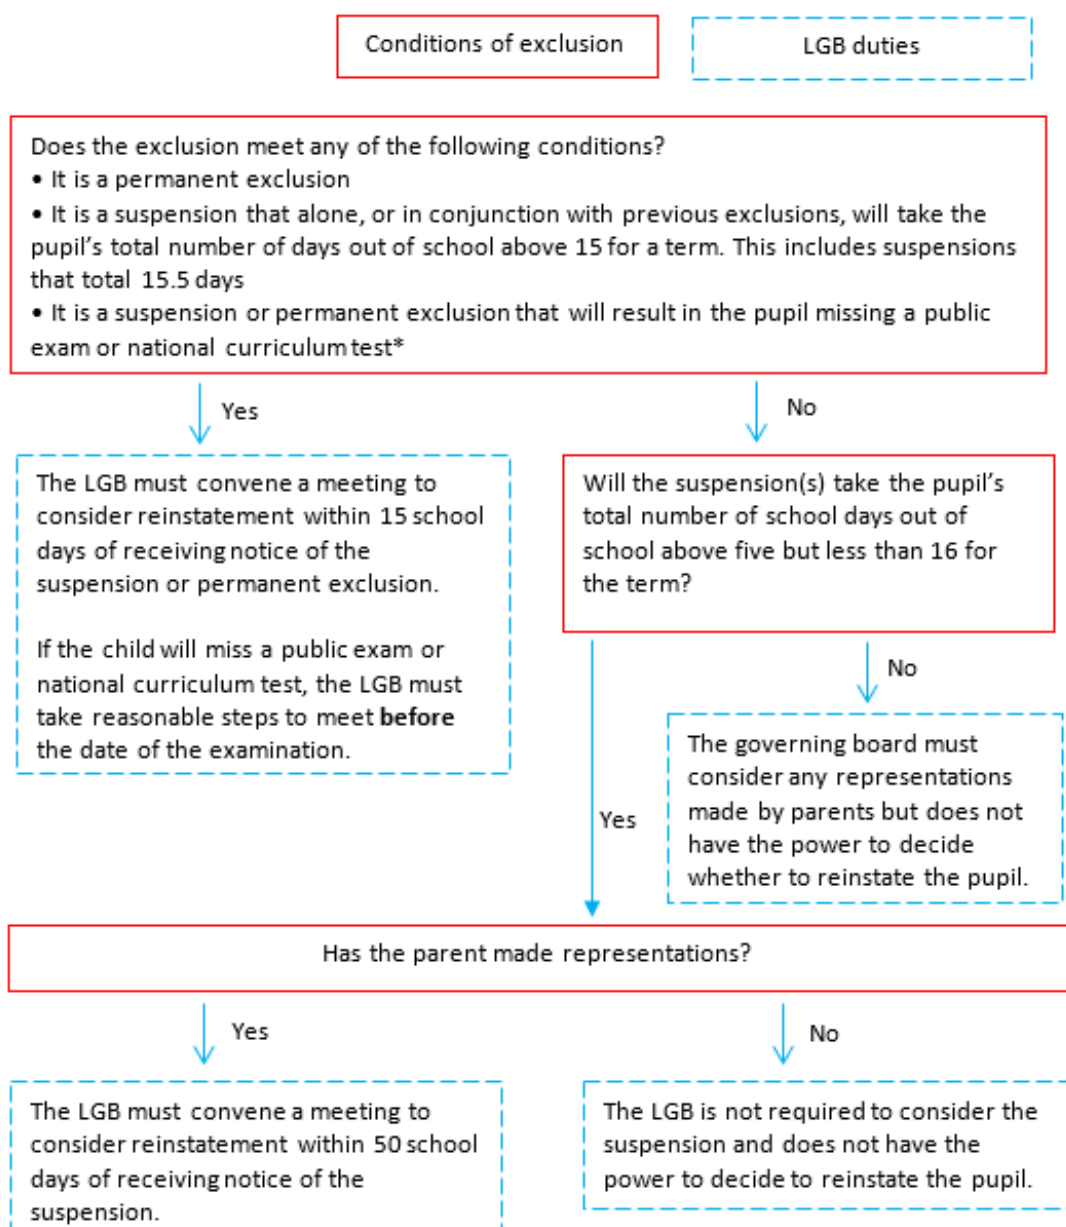 Conditions of exclusion
LGB duties
Does the exclusion meet any of the following conditions?
• It is a permanent exclusion
• It is a suspension that alone, or in conjunction with previous exclusions, will take the
pupil's total number of days out of school above 15 for a term. This includes suspensions
that total 15.5 days
• It is a suspension or permanent exclusion that will result in the pupil missing a public
exam or national curriculum test*
Yes
No
The LGB must convene a meeting to
consider reinstatement within 15 school
days of receiving notice of the
suspension or permanent exclusion.
If the child will miss a public exam or
national curriculum test, the LGB must
take reasonable steps to meet before
the date of the examination.
Will the suspension(s) take the pupil's
total number of school days out of
school above five but less than 16 for
the term?
No
The governing board must
consider any representations
made by parents but does not
have the power to decide
whether to reinstate the pupil.
Yes
Has the parent made representations?
Yes
No
The LGB must convene a meeting to
consider reinstatement within 50 school
days of receiving notice of the
suspension.
The LGB is not required to consider the
suspension and does not have the
power to decide to reinstate the pupil.